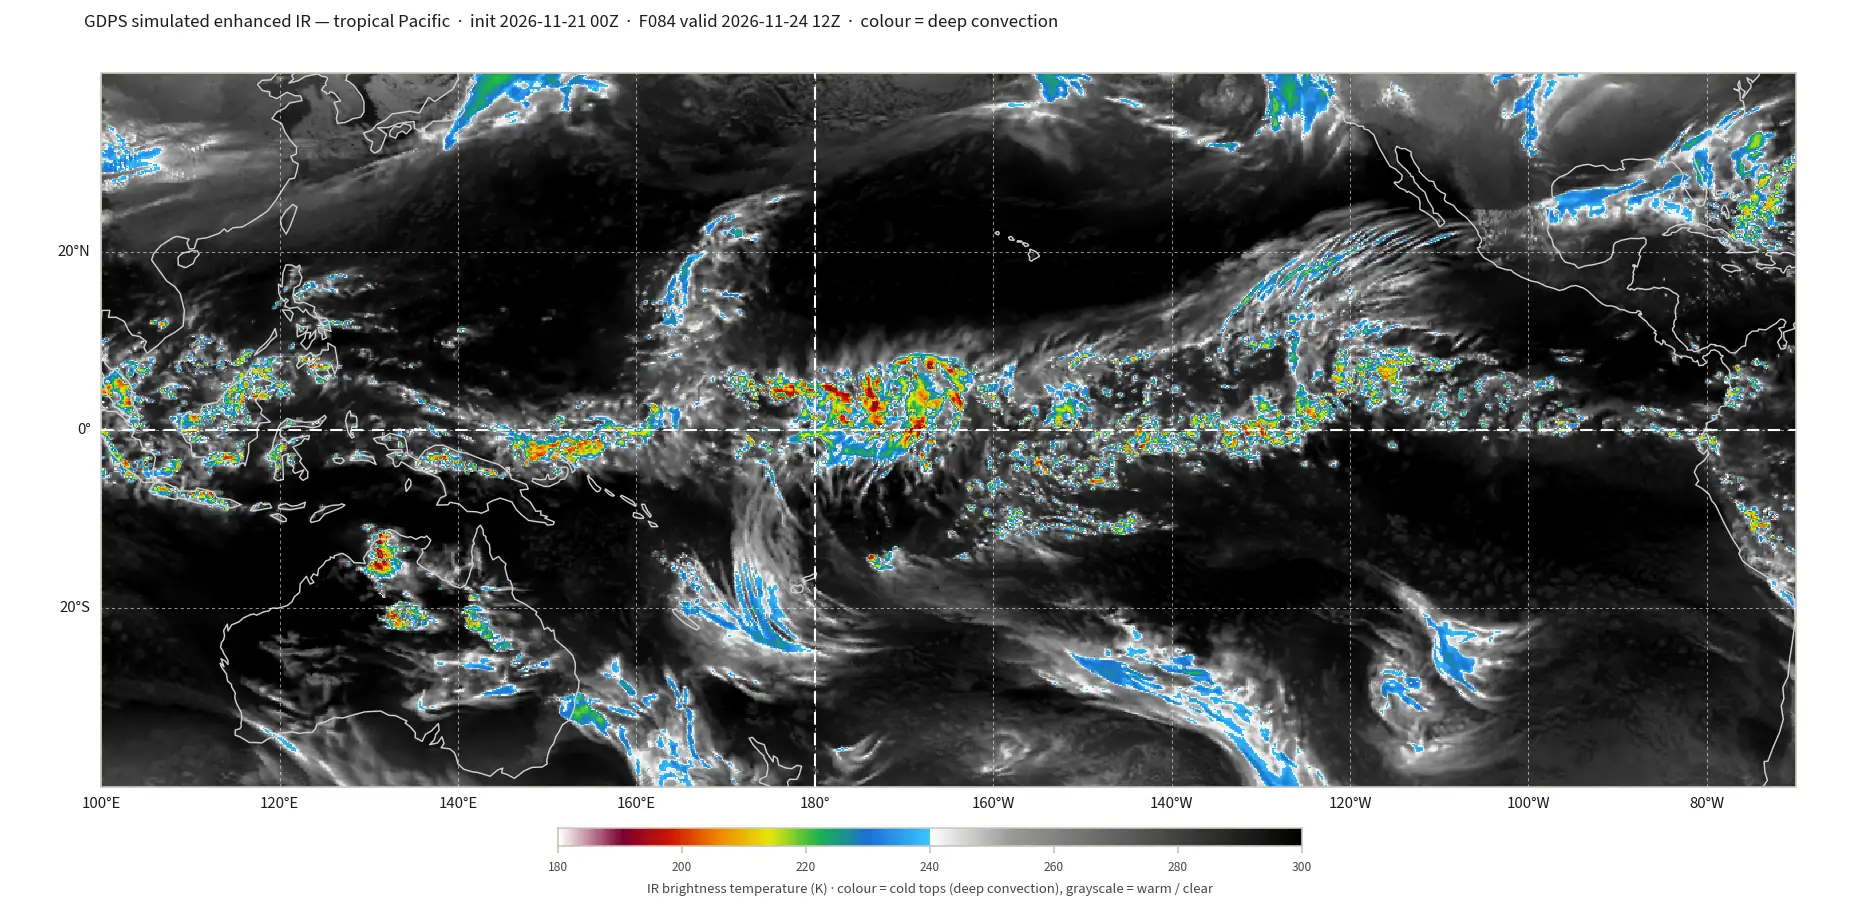 GDPS simulated enhanced IR — tropical Pacific · init 2026-11-21 00Z · F084 valid 2026-11-24 12Z · colour = deep convection
20°N
0°
20°S
100°E 120°E 140°E 160°E 180° 160°W 140°W 120°W 100°W 80°W
180 200 220 240 260 280 300
IR brightness temperature (K) · colour = cold tops (deep convection), grayscale = warm / clear